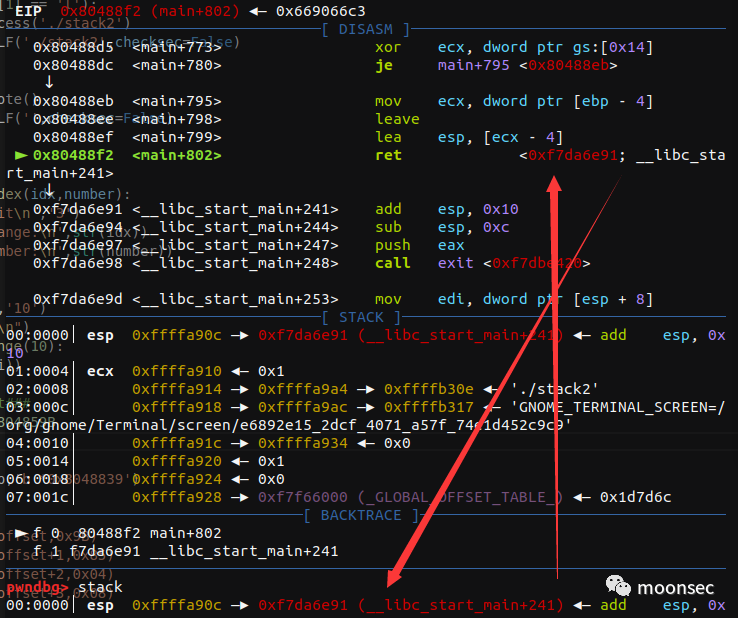 EIP  0x80488f2 (main+802) ◂— 0x669066c3
[ DISASM ]
0x80488d5 <main+773> xor ecx, dword ptr gs:[0x14]
0x80488dc <main+780> je main+795 <0x80488eb>
↓
0x80488eb <main+795> mov ecx, dword ptr [ebp - 4]
0x80488ee <main+798> leave
0x80488ef <main+799> lea esp, [ecx - 4]
► 0x80488f2 <main+802> ret <0xf7da6e91; __libc_sta
rt_main+241>
↓
0xf7da6e91 <__libc_start_main+241> add esp, 0x10
0xf7da6e94 <__libc_start_main+244> sub esp, 0xc
0xf7da6e97 <__libc_start_main+247> push eax
0xf7da6e98 <__libc_start_main+248> call exit
0xf7da6e9d <__libc_start_main+253> mov edi, dword ptr [esp + 8]
[ STACK ]
00:0000│ esp 0xffffa90c —▸ 0xf7da6e91 (__libc_start_main+241) ◂— add esp, 0x
10
01:0004│ ecx 0xffffa910 ◂— 0x1
02:0008│ 0xffffa914 —▸ 0xffffa9a4 —▸ 0xffffb30e ◂— './stack2'
03:000c│ 0xffffa918 —▸ 0xffffa9ac —▸ 0xffffb317 ◂— 'GNOME_TERMINAL_SCREEN=/
org/gnome/Terminal/screen/e6892e15_2dcf_4071_a57f_74d1d452c9c9'
04:0010│ 0xffffa91c —▸ 0xffffa934 ◂— 0x0
05:0014│ 0xffffa920 ◂— 0x1
06:0018│ 0xffffa924 ◂— 0x0
07:001c│ 0xffffa928 —▸ 0xf7f66000 (_GLOBAL_OFFSET_TABLE_) ◂— 0x1d7d6c
[ BACKTRACE ]
► f 0 80488f2 main+802
f 1 f7da6e91 __libc_start_main+241
pwndbg> stack
00:0000│ esp 0xffffa90c —▸ 0xf7da6e91 (__libc_start_main+241) ◂— add esp, 0x
moonsec